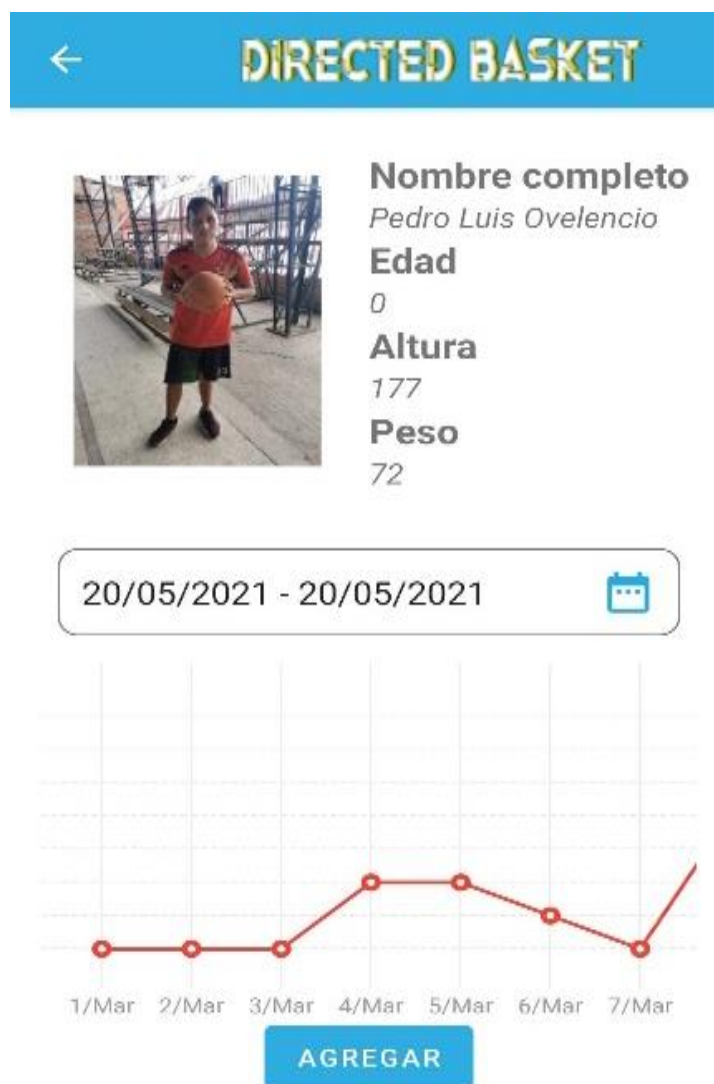 DIRECTED BASKET
Nombre completo
Pedro Luis Ovelencio
Edad
0
Altura
177
Peso
72
20/05/2021 - 20/05/2021
1/Mar 2/Mar 3/Mar 4/Mar 5/Mar 6/Mar 7/Mar
AGREGAR